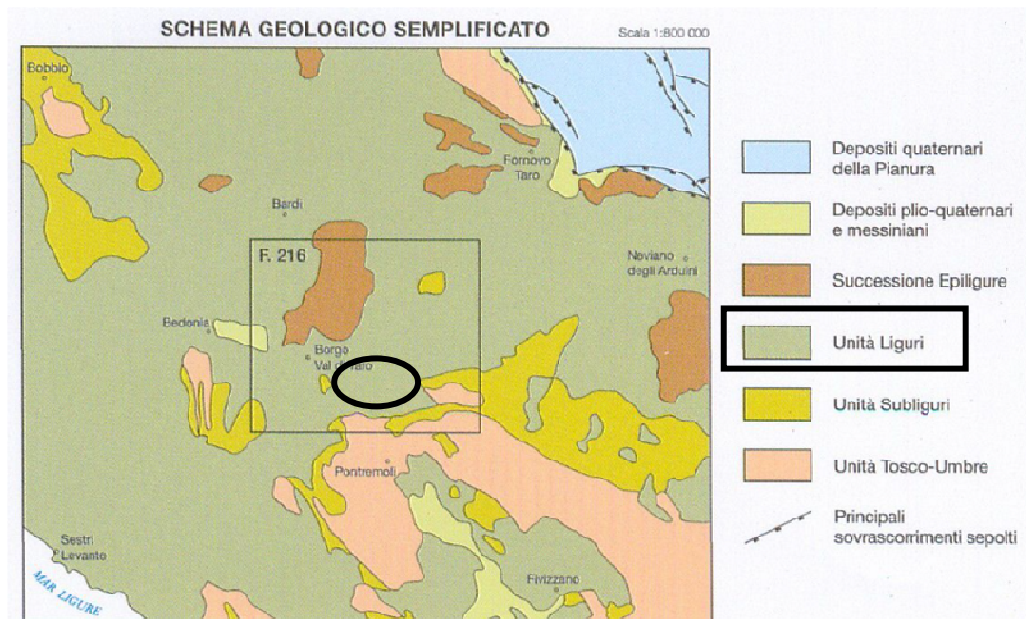 SCHEMA GEOLOGICO SEMPLIFICATO
Scala 1:800 000
Bobbio
Fornovo
Taro
Bardi
F. 216
Neviano
degli Arduini
Bedonia
Borgo
Val di Taro
Pontremoli
Sestri
Levante
MAR LIGURE
Fivizzano
Depositi quaternari
della Pianura
Depositi plio-quaternari
e messiniani
Successione Epiligure
Unità Liguri
Unità Subliguri
Unità Tosco-Umbre
Principali
sovrascorrimenti sepolti